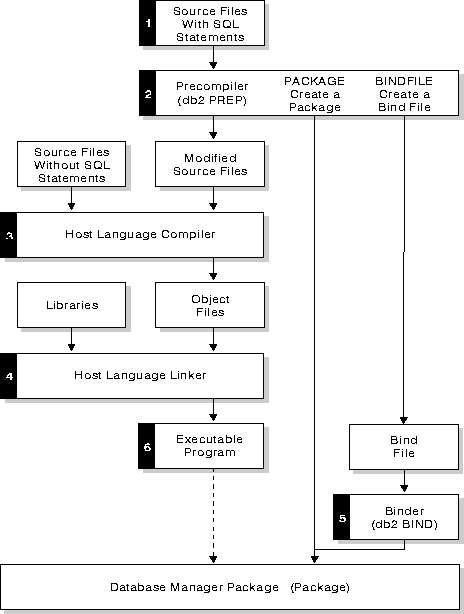 1
Source Files
With SQL
Statements
2
Precompiler
(db2 PREP)
PACKAGE
Create a
Package
BINDFILE
Create a
Bind File
Source Files
Without SQL
Statements
Modified
Source Files
3
Host Language Compiler
Libraries
Object
Files
4
Host Language Linker
6
Executable
Program
Bind
File
5
Binder
(db2 BIND)
Database Manager Package (Package)